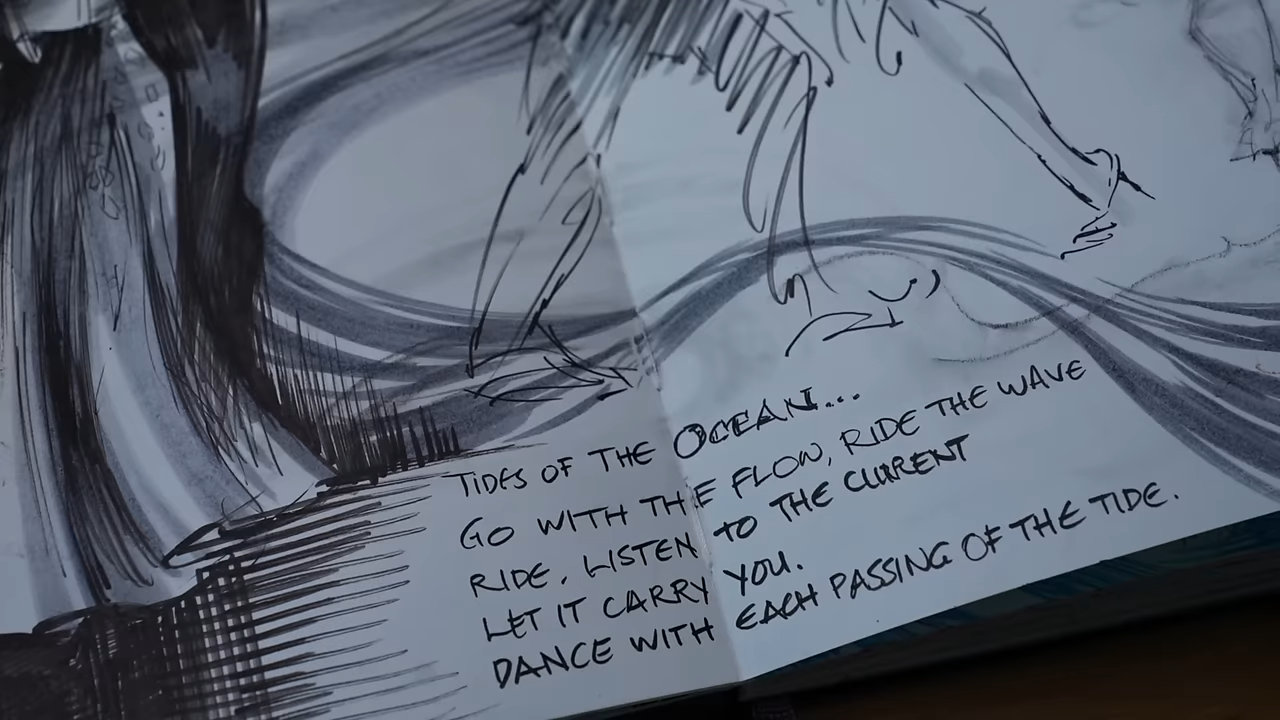 TIDES OF THE OCEAN...
GO WITH THE FLOW, RIDE THE WAVE
RIDE. LISTEN TO THE CURRENT
LET IT CARRY YOU.
DANCE WITH EACH PASSING OF THE TIDE.